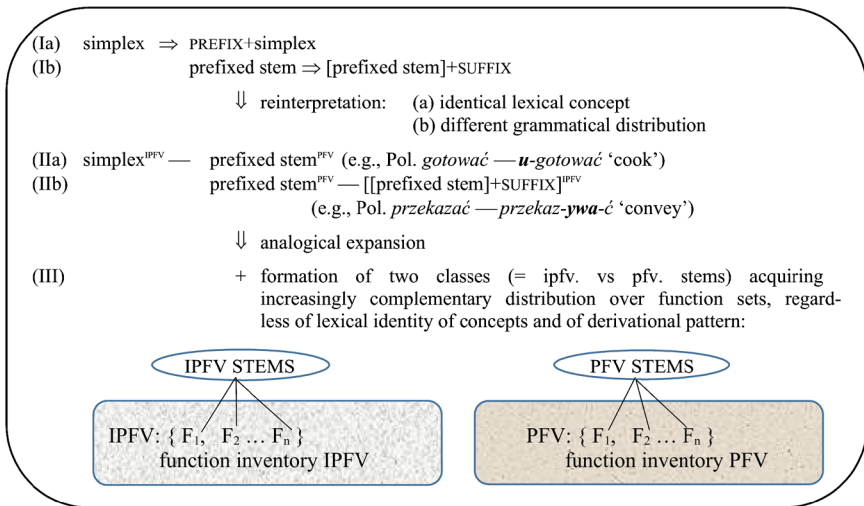 (Ia) simplex ⇒ PREFIX+simplex
(Ib) prefixed stem ⇒ [prefixed stem]+SUFFIX
⇓ reinterpretation: (a) identical lexical concept
(b) different grammatical distribution
(IIa) simplexᴵᴾᶠⱽ — prefixed stemᴾᶠⱽ (e.g., Pol. gotować — u-gotować ‘cook’)
(IIb) prefixed stemᴾᶠⱽ — [[prefixed stem]+SUFFIX]ᴵᴾᶠⱽ
(e.g., Pol. przekazać — przekaz-ywa-ć ‘convey’)
⇓ analogical expansion
(III) + formation of two classes (= ipfv. vs pfv. stems) acquiring
increasingly complementary distribution over function sets, regard-
less of lexical identity of concepts and of derivational pattern:
IPFV STEMS PFV STEMS
IPFV: { F₁, F₂ … Fₙ } PFV: { F₁, F₂ … Fₙ }
function inventory IPFV function inventory PFV